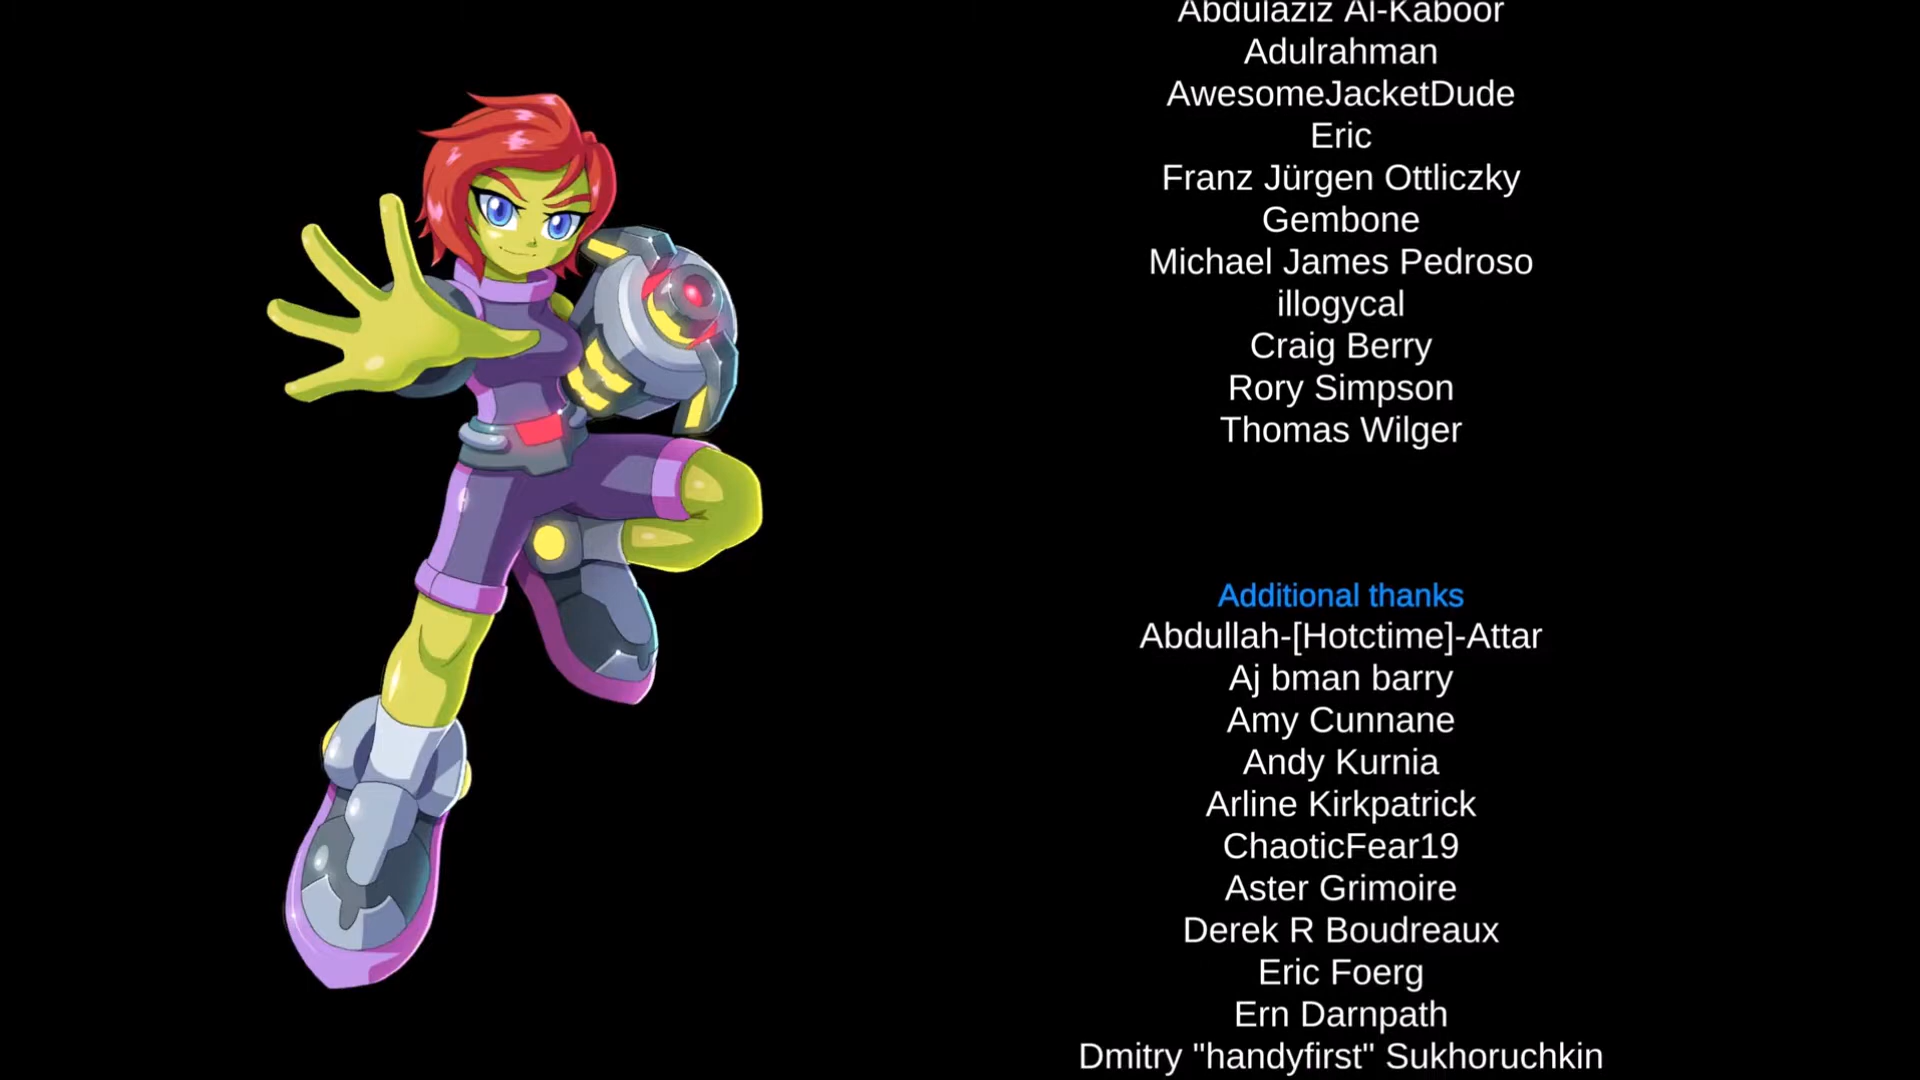 Abdulaziz Al-Kaboor
Adulrahman
AwesomeJacketDude
Eric
Franz Jürgen Ottliczky
Gembone
Michael James Pedroso
illogycal
Craig Berry
Rory Simpson
Thomas Wilger
Additional thanks
Abdullah-[Hotctime]-Attar
Aj bman barry
Amy Cunnane
Andy Kurnia
Arline Kirkpatrick
ChaoticFear19
Aster Grimoire
Derek R Boudreaux
Eric Foerg
Ern Darnpath
Dmitry "handyfirst" Sukhoruchkin